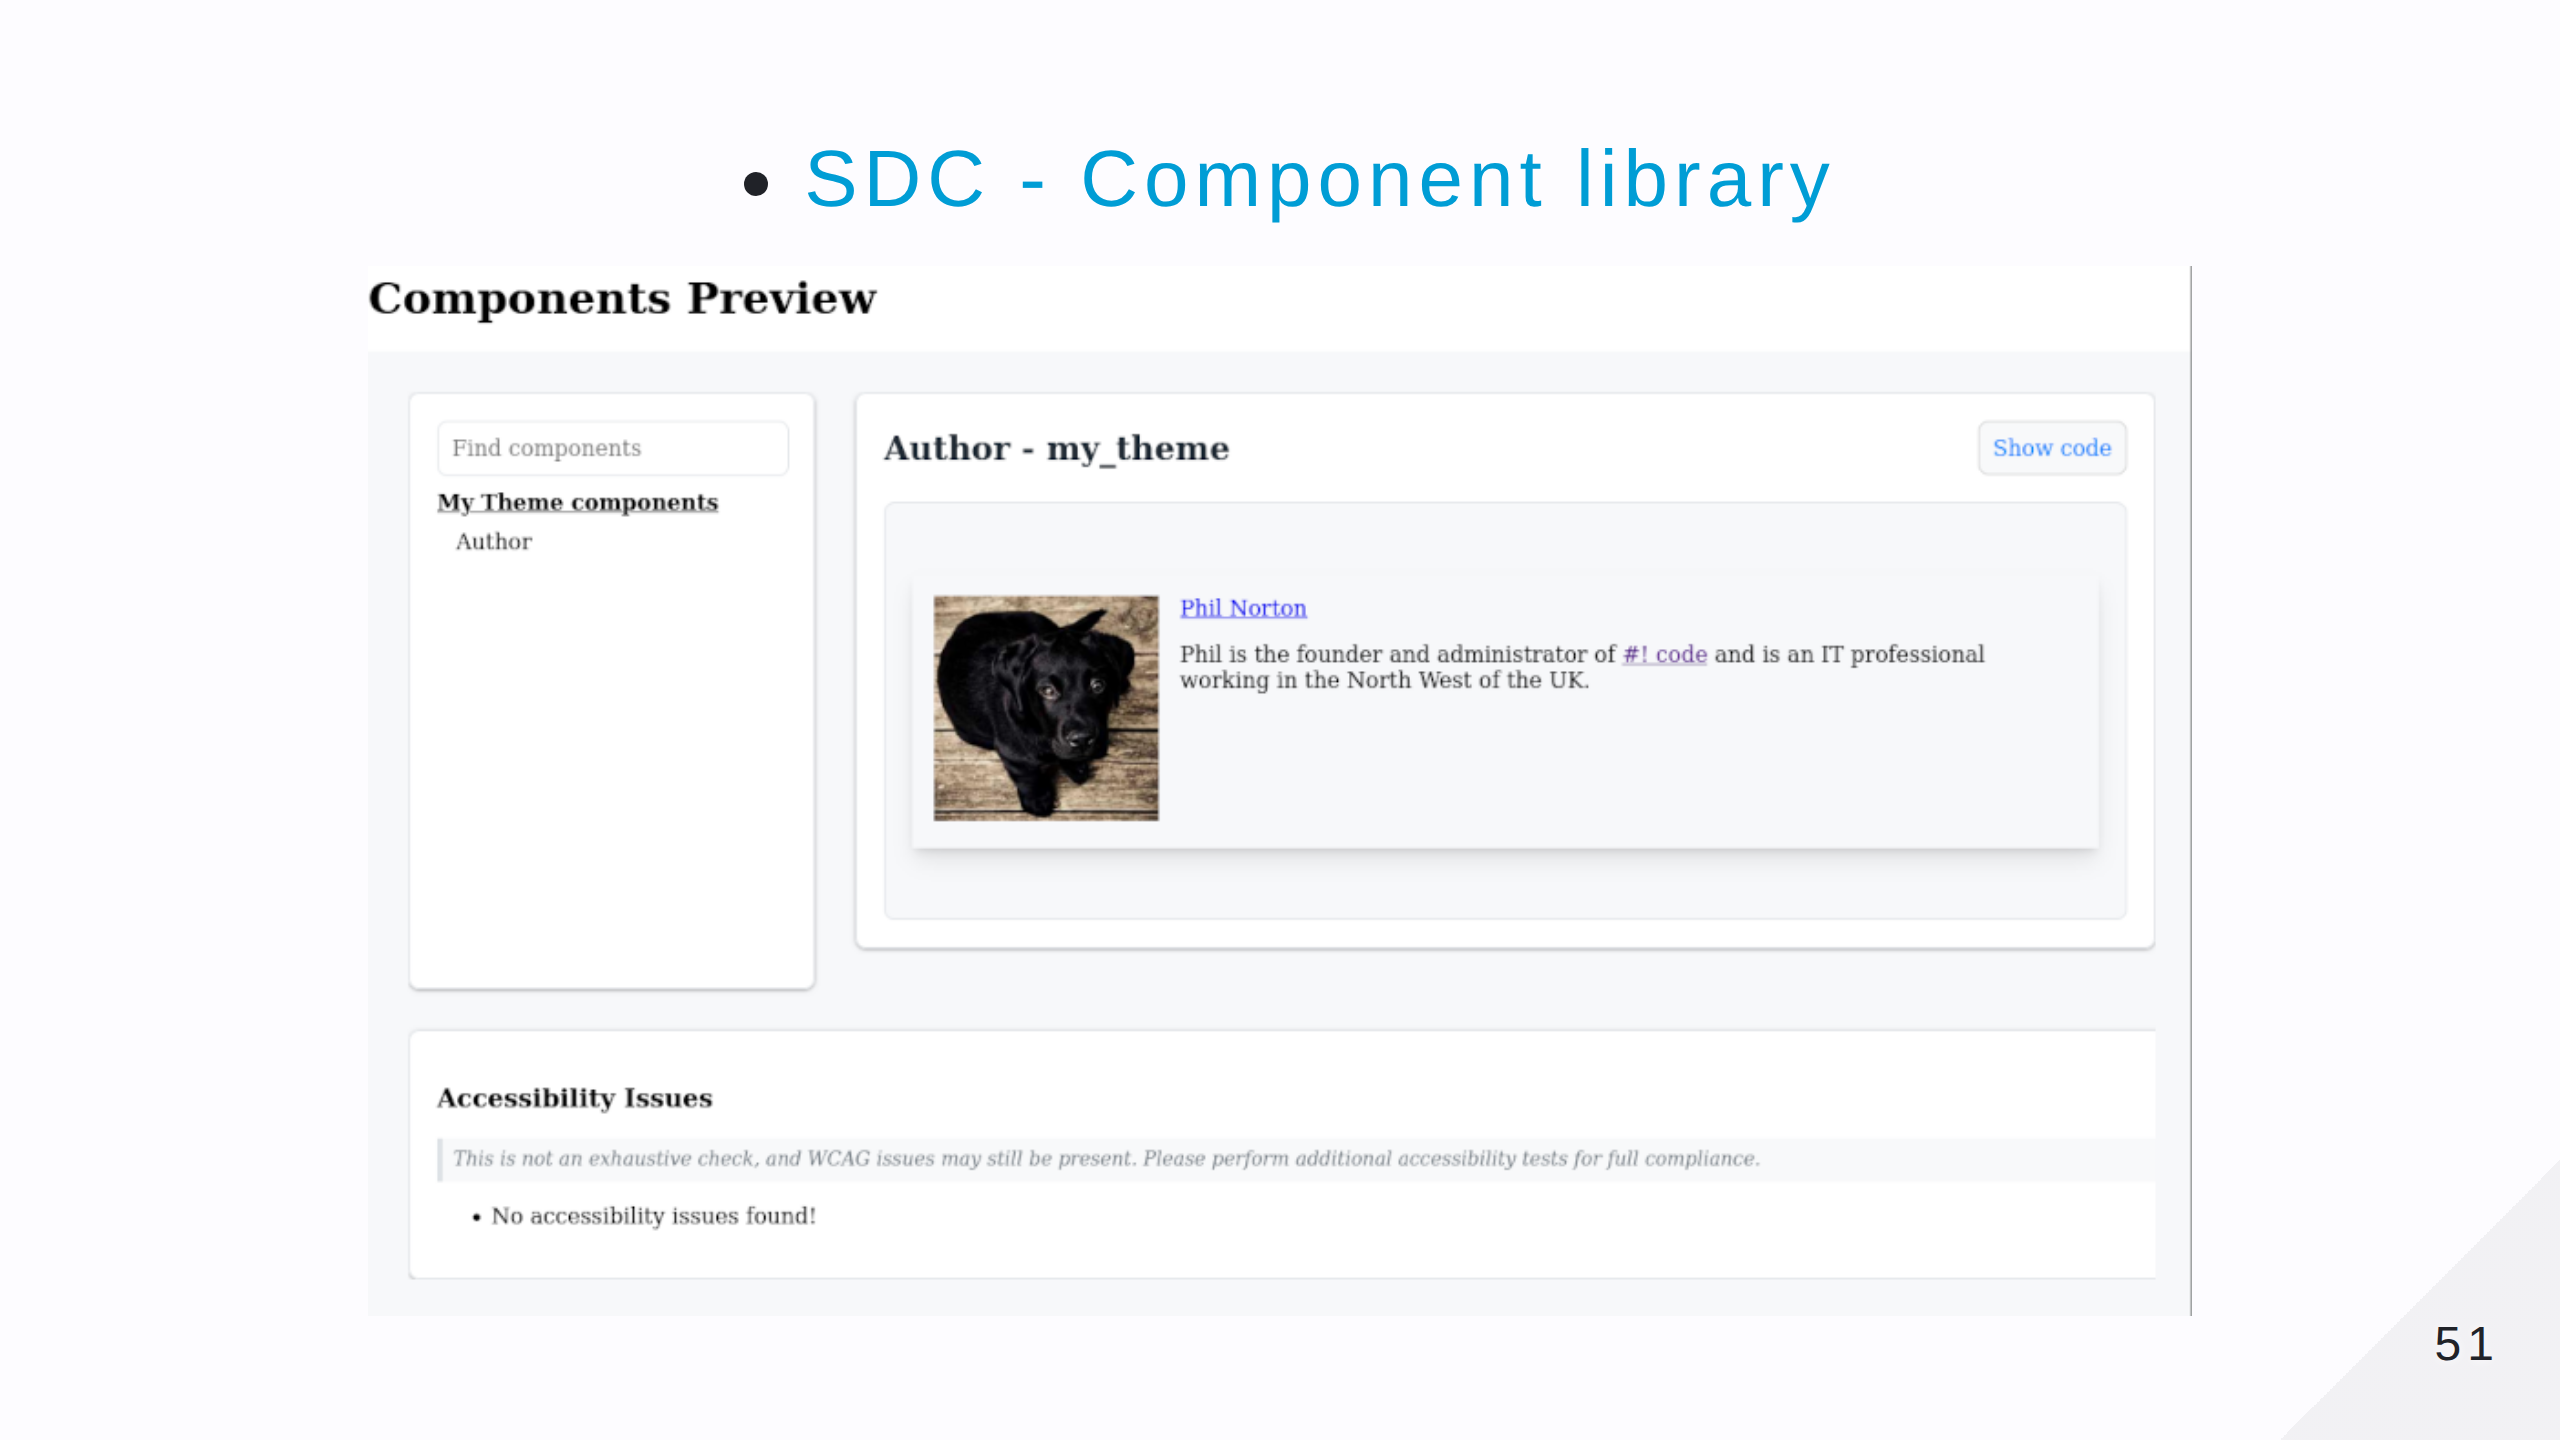 • SDC - Component library
Components Preview
Find components
My Theme components
Author
Author - my_theme
Show code
Phil Norton
Phil is the founder and administrator of #! code and is an IT professional
working in the North West of the UK.
Accessibility Issues
This is not an exhaustive check, and WCAG issues may still be present. Please perform additional accessibility tests for full compliance.
• No accessibility issues found!
51